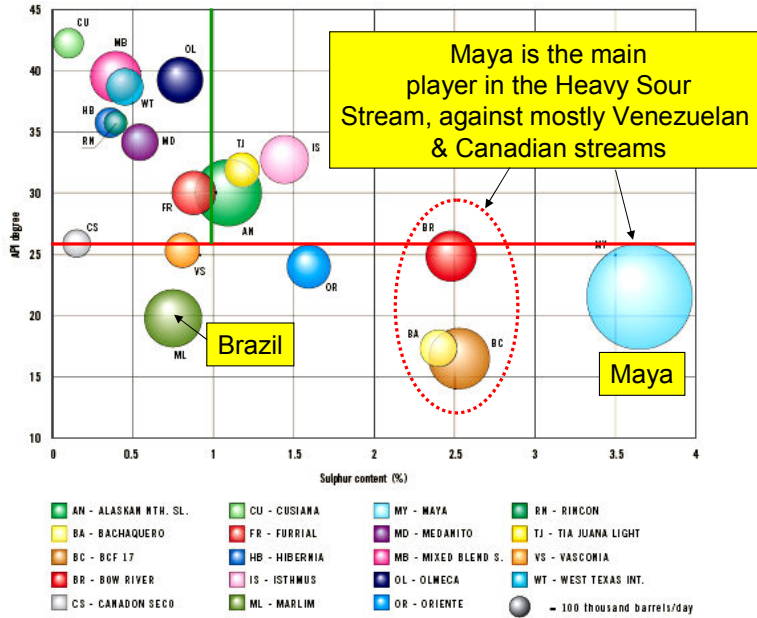 45
40
35
30
25
20
15
10
API degree
CU
MB
OL
WT
HB
RN
MD
TJ
IS
FR
AN
CS
VS
OR
ML
BR
BA
BC
MY
Maya is the main
player in the Heavy Sour
Stream, against mostly Venezuelan
& Canadian streams
Brazil
Maya
0 0.5 1 1.5 2 2.5 3 3.5 4
Sulphur content (%)
AN - ALASKAN NTH. SL.
BA - BACHAQUERO
BC - BCF 17
BR - BOW RIVER
CS - CANADON SECO
CU - CUSIANA
FR - FURRIAL
HB - HIBERNIA
IS - ISTHMUS
ML - MARLIM
MY - MAYA
MD - MEDANITO
MB - MIXED BLEND S.
OL - OLMECA
OR - ORIENTE
RN - RINCON
TJ - TIA JUANA LIGHT
VS - VASCONIA
WT - WEST TEXAS INT.
= 100 thousand barrels/day